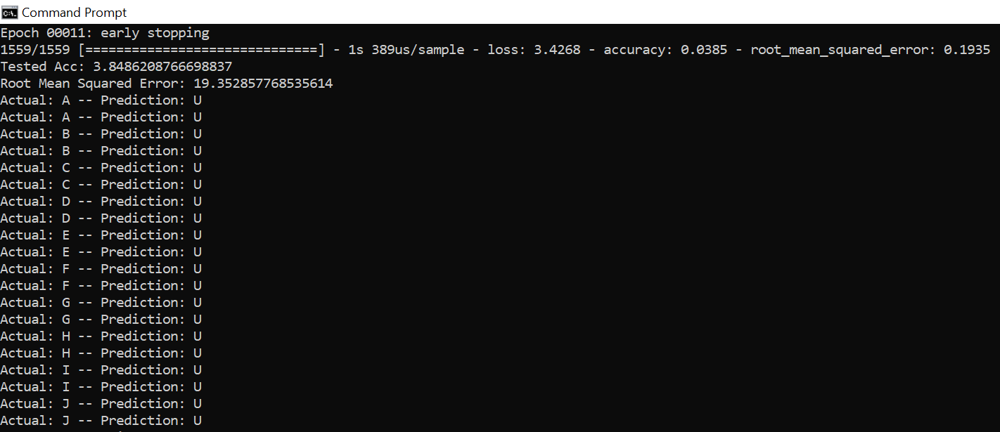 Command Prompt
Epoch 00011: early stopping
1559/1559 [==============================] - 1s 389us/sample - loss: 3.4268 - accuracy: 0.0385 - root_mean_squared_error: 0.1935
Tested Acc: 3.8486208766698837
Root Mean Squared Error: 19.352857768535614
Actual: A -- Prediction: U
Actual: A -- Prediction: U
Actual: B -- Prediction: U
Actual: B -- Prediction: U
Actual: C -- Prediction: U
Actual: C -- Prediction: U
Actual: D -- Prediction: U
Actual: D -- Prediction: U
Actual: E -- Prediction: U
Actual: E -- Prediction: U
Actual: F -- Prediction: U
Actual: F -- Prediction: U
Actual: G -- Prediction: U
Actual: G -- Prediction: U
Actual: H -- Prediction: U
Actual: H -- Prediction: U
Actual: I -- Prediction: U
Actual: I -- Prediction: U
Actual: J -- Prediction: U
Actual: J -- Prediction: U